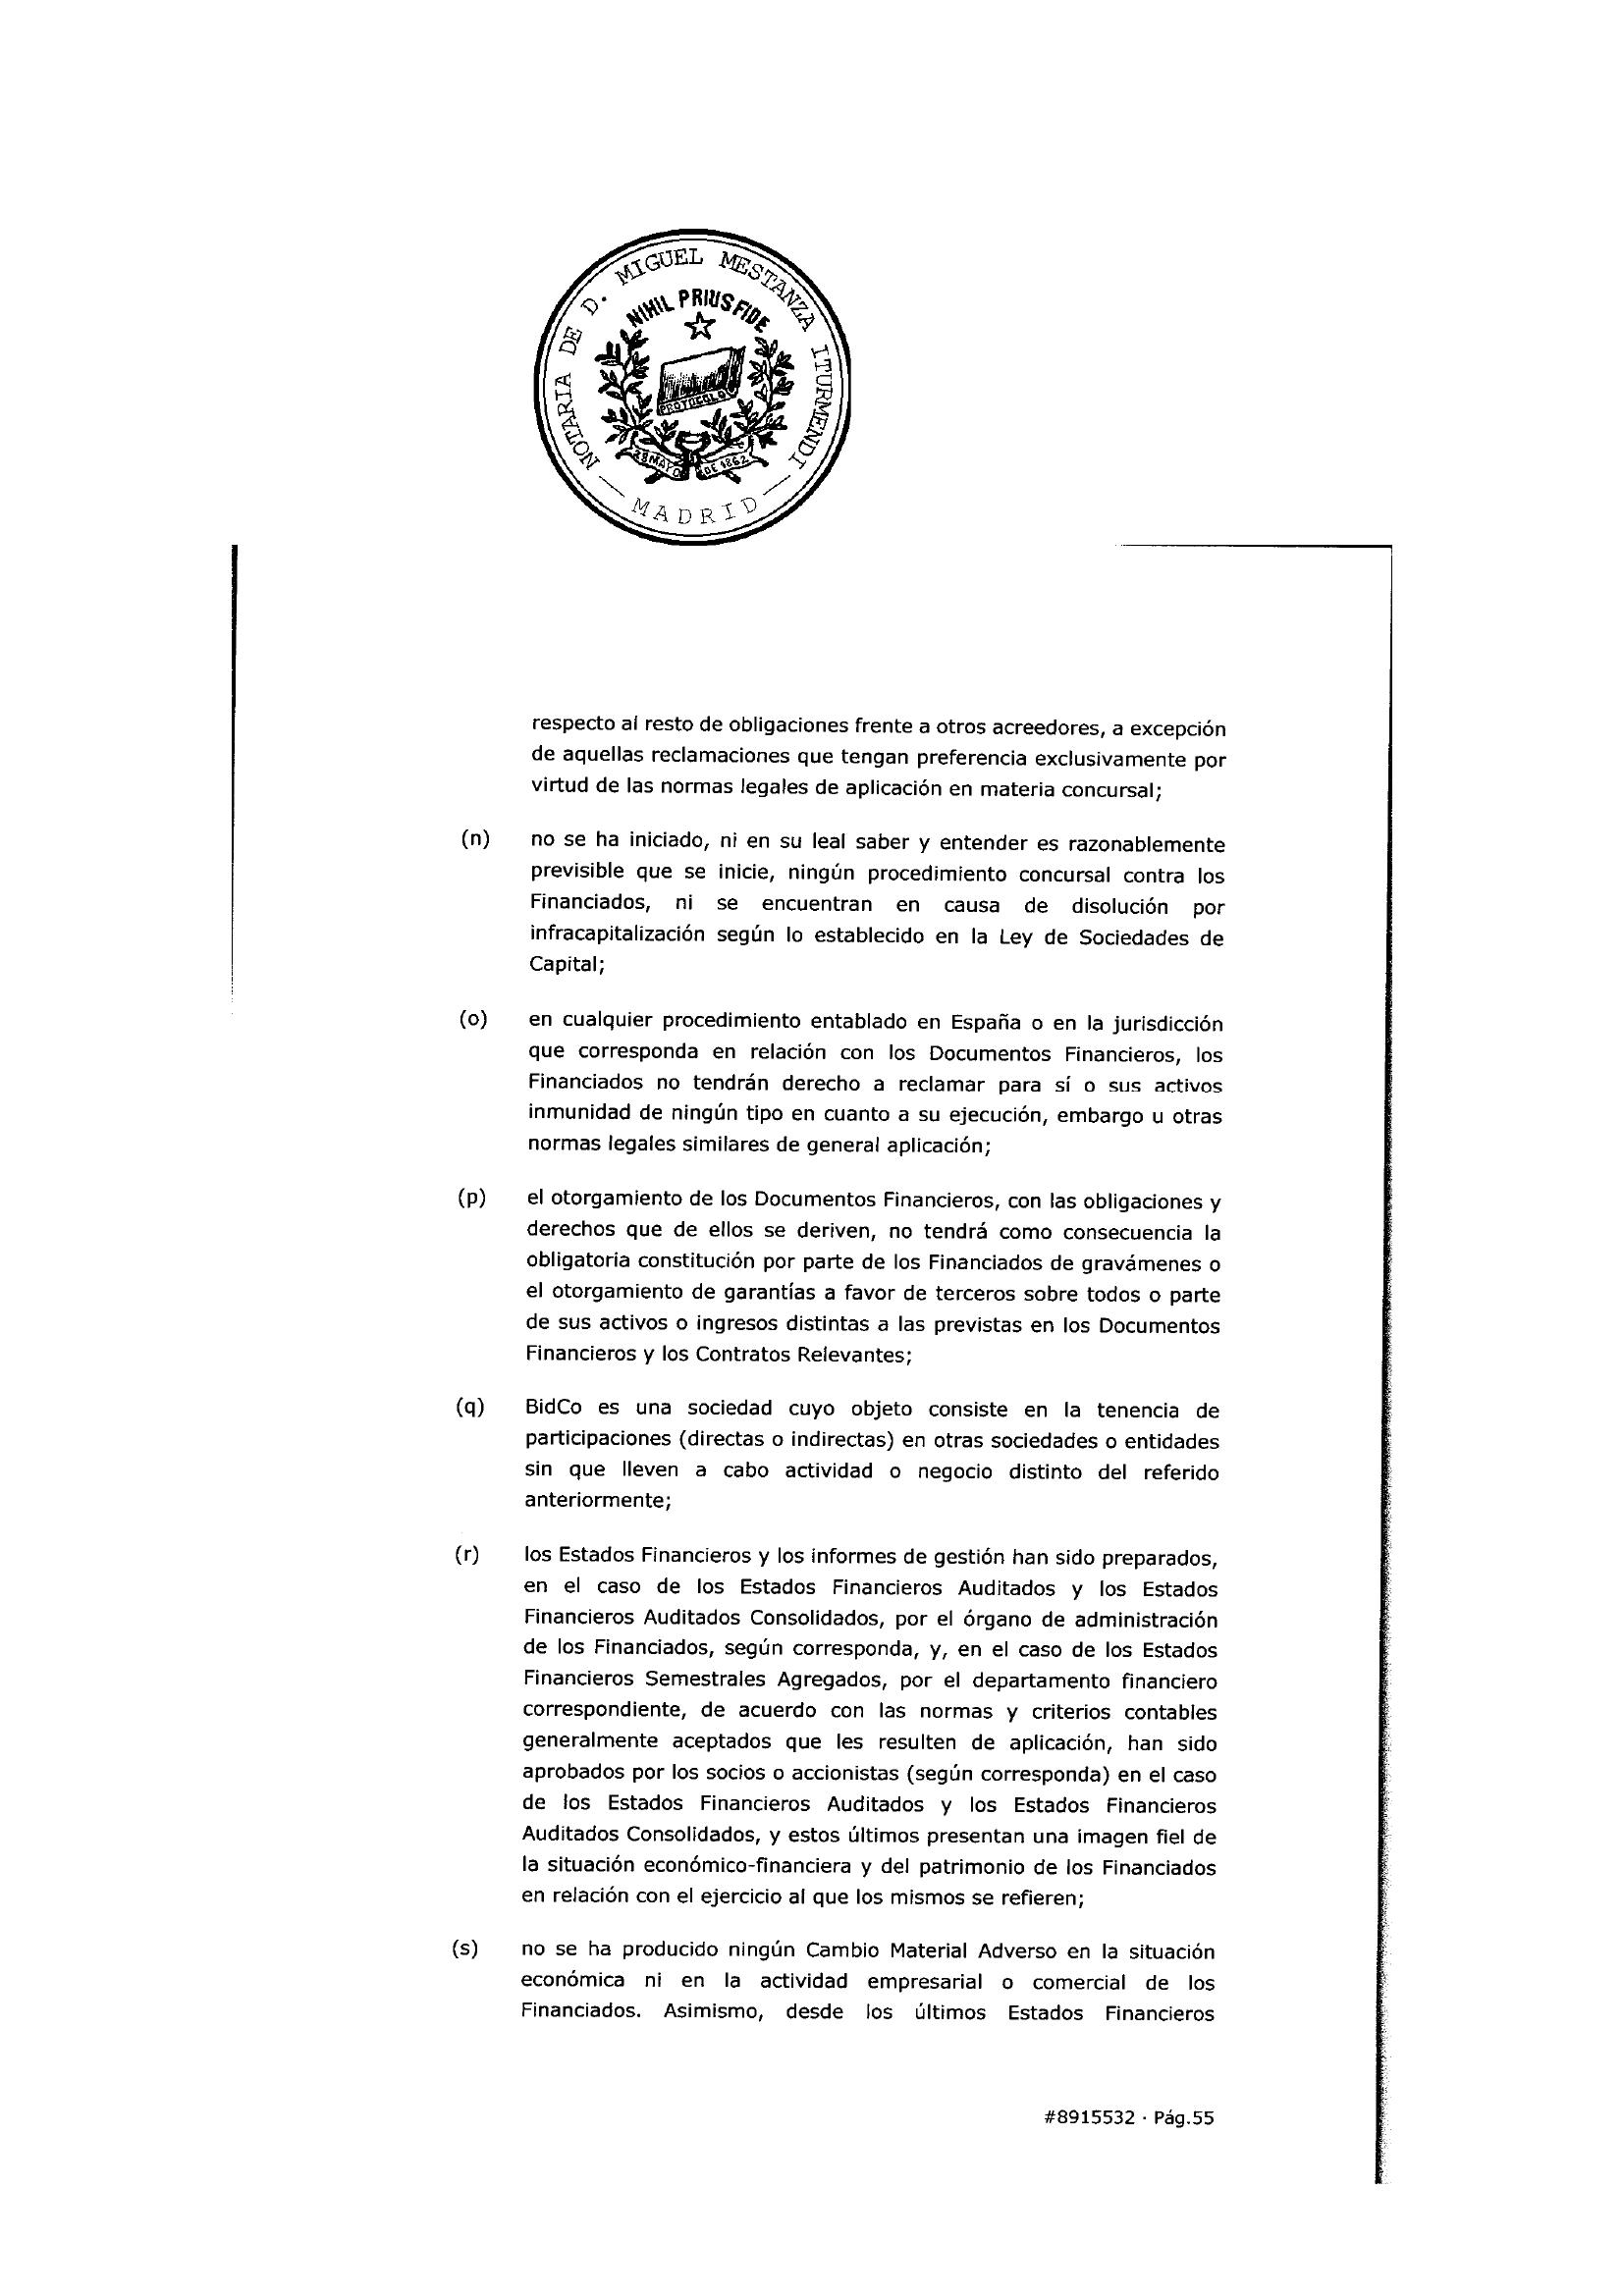 NOTARIA DE D. MIGUEL MESTANZA ITURMENDI
NIHIL PRIUS FIDE
PROTOCOLO
28 MAYO DE 1862
MADRID
respecto al resto de obligaciones frente a otros acreedores, a excepción
de aquellas reclamaciones que tengan preferencia exclusivamente por
virtud de las normas legales de aplicación en materia concursal;
(n) no se ha iniciado, ni en su leal saber y entender es razonablemente
previsible que se inicie, ningún procedimiento concursal contra los
Financiados, ni se encuentran en causa de disolución por
infracapitalización según lo establecido en la Ley de Sociedades de
Capital;
(o) en cualquier procedimiento entablado en España o en la jurisdicción
que corresponda en relación con los Documentos Financieros, los
Financiados no tendrán derecho a reclamar para sí o sus activos
inmunidad de ningún tipo en cuanto a su ejecución, embargo u otras
normas legales similares de general aplicación;
(p) el otorgamiento de los Documentos Financieros, con las obligaciones y
derechos que de ellos se deriven, no tendrá como consecuencia la
obligatoria constitución por parte de los Financiados de gravámenes o
el otorgamiento de garantías a favor de terceros sobre todos o parte
de sus activos o ingresos distintas a las previstas en los Documentos
Financieros y los Contratos Relevantes;
(q) BidCo es una sociedad cuyo objeto consiste en la tenencia de
participaciones (directas o indirectas) en otras sociedades o entidades
sin que lleven a cabo actividad o negocio distinto del referido
anteriormente;
(r) los Estados Financieros y los informes de gestión han sido preparados,
en el caso de los Estados Financieros Auditados y los Estados
Financieros Auditados Consolidados, por el órgano de administración
de los Financiados, según corresponda, y, en el caso de los Estados
Financieros Semestrales Agregados, por el departamento financiero
correspondiente, de acuerdo con las normas y criterios contables
generalmente aceptados que les resulten de aplicación, han sido
aprobados por los socios o accionistas (según corresponda) en el caso
de los Estados Financieros Auditados y los Estados Financieros
Auditados Consolidados, y estos últimos presentan una imagen fiel de
la situación económico-financiera y del patrimonio de los Financiados
en relación con el ejercicio al que los mismos se refieren;
(s) no se ha producido ningún Cambio Material Adverso en la situación
económica ni en la actividad empresarial o comercial de los
Financiados. Asimismo, desde los últimos Estados Financieros
#8915532 · Pág.55